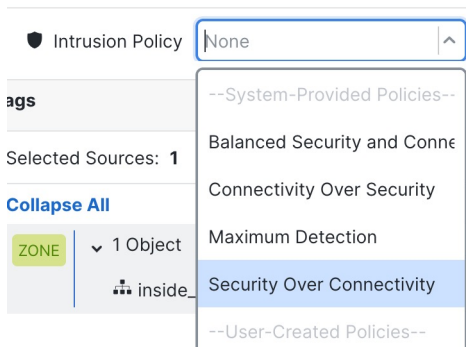 Intrusion Policy
None
--System-Provided Policies--
ags
Balanced Security and Conne
Selected Sources: 1
Connectivity Over Security
Collapse All
Maximum Detection
ZONE
1 Object
Security Over Connectivity
inside_
--User-Created Policies--